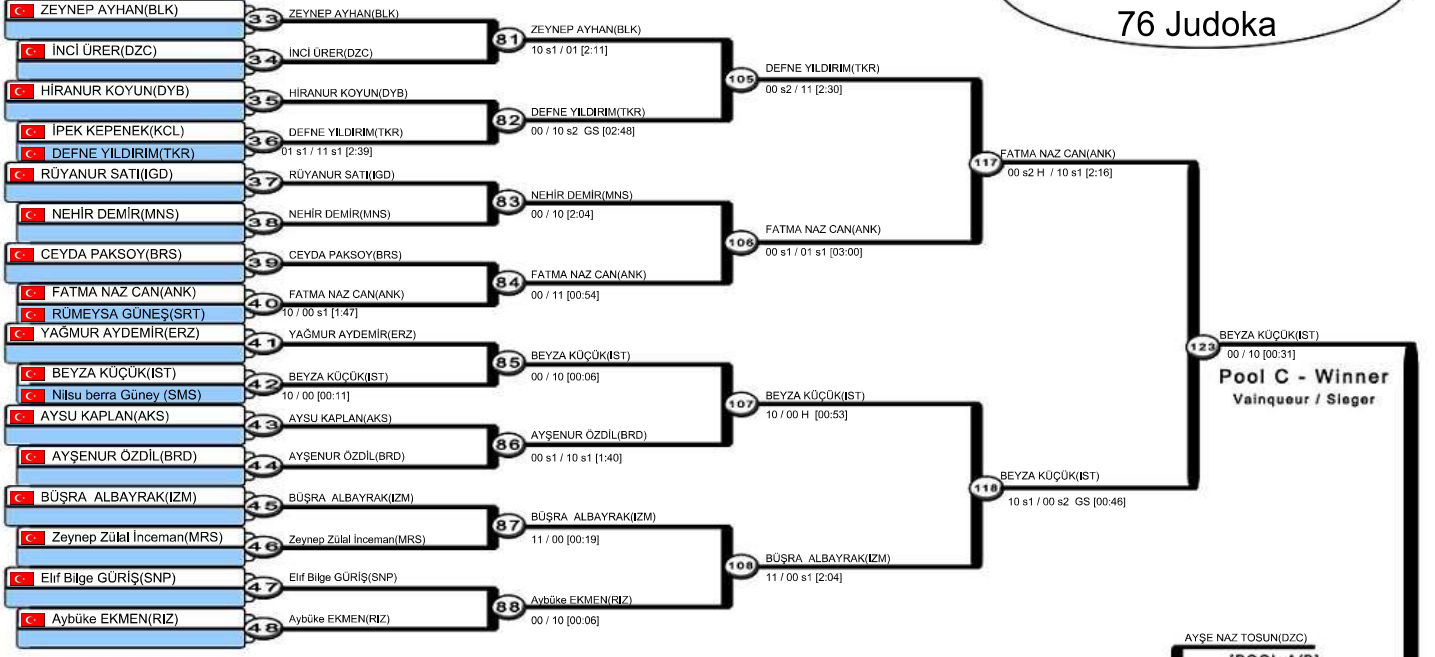 76 Judoka
ZEYNEP AYHAN(BLK)
İNCİ ÜRER(DZC)
HİRANUR KOYUN(DYB)
İPEK KEPENEK(KCL)
DEFNE YILDIRIM(TKR)
RÜYANUR SATI(IGD)
NEHİR DEMİR(MNS)
CEYDA PAKSOY(BRS)
FATMA NAZ CAN(ANK)
RÜMEYSA GÜNEŞ(SRT)
YAĞMUR AYDEMİR(ERZ)
BEYZA KÜÇÜK(IST)
Nilsu berra Güney (SMS)
AYSU KAPLAN(AKS)
AYŞENUR ÖZDİL(BRD)
BÜŞRA  ALBAYRAK(IZM)
Zeynep Zülal İnceman(MRS)
Elıf Bilge GÜRİŞ(SNP)
Aybüke EKMEN(RIZ)
33 ZEYNEP AYHAN(BLK)
34 İNCİ ÜRER(DZC)
35 HİRANUR KOYUN(DYB)
36 DEFNE YILDIRIM(TKR)
01 s1 / 11 s1 [2:39]
37 RÜYANUR SATI(IGD)
38 NEHİR DEMİR(MNS)
39 CEYDA PAKSOY(BRS)
40 FATMA NAZ CAN(ANK)
10 / 00 s1 [1:47]
41 YAĞMUR AYDEMİR(ERZ)
42 BEYZA KÜÇÜK(IST)
10 / 00 [00:11]
43 AYSU KAPLAN(AKS)
44 AYŞENUR ÖZDİL(BRD)
45 BÜŞRA  ALBAYRAK(IZM)
46 Zeynep Zülal İnceman(MRS)
47 Elıf Bilge GÜRİŞ(SNP)
48 Aybüke EKMEN(RIZ)
81 ZEYNEP AYHAN(BLK)
10 s1 / 01 [2:11]
82 DEFNE YILDIRIM(TKR)
00 / 10 s2  GS [02:48]
83 NEHİR DEMİR(MNS)
00 / 10 [2:04]
84 FATMA NAZ CAN(ANK)
00 / 11 [00:54]
85 BEYZA KÜÇÜK(IST)
00 / 10 [00:06]
86 AYŞENUR ÖZDİL(BRD)
00 s1 / 10 s1 [1:40]
87 BÜŞRA  ALBAYRAK(IZM)
11 / 00 [00:19]
88 Aybüke EKMEN(RIZ)
00 / 10 [00:06]
105 DEFNE YILDIRIM(TKR)
00 s2 / 11 [2:30]
106 FATMA NAZ CAN(ANK)
00 s1 / 01 s1 [03:00]
107 BEYZA KÜÇÜK(IST)
10 / 00 H  [00:53]
108 BÜŞRA  ALBAYRAK(IZM)
11 / 00 s1 [2:04]
117 FATMA NAZ CAN(ANK)
00 s2 H  / 10 s1 [2:16]
118 BEYZA KÜÇÜK(IST)
10 s1 / 00 s2  GS [00:46]
123 BEYZA KÜÇÜK(IST)
00 / 10 [00:31]
Pool C - Winner
Vainqueur / Sieger
AYŞE NAZ TOSUN(DZC)